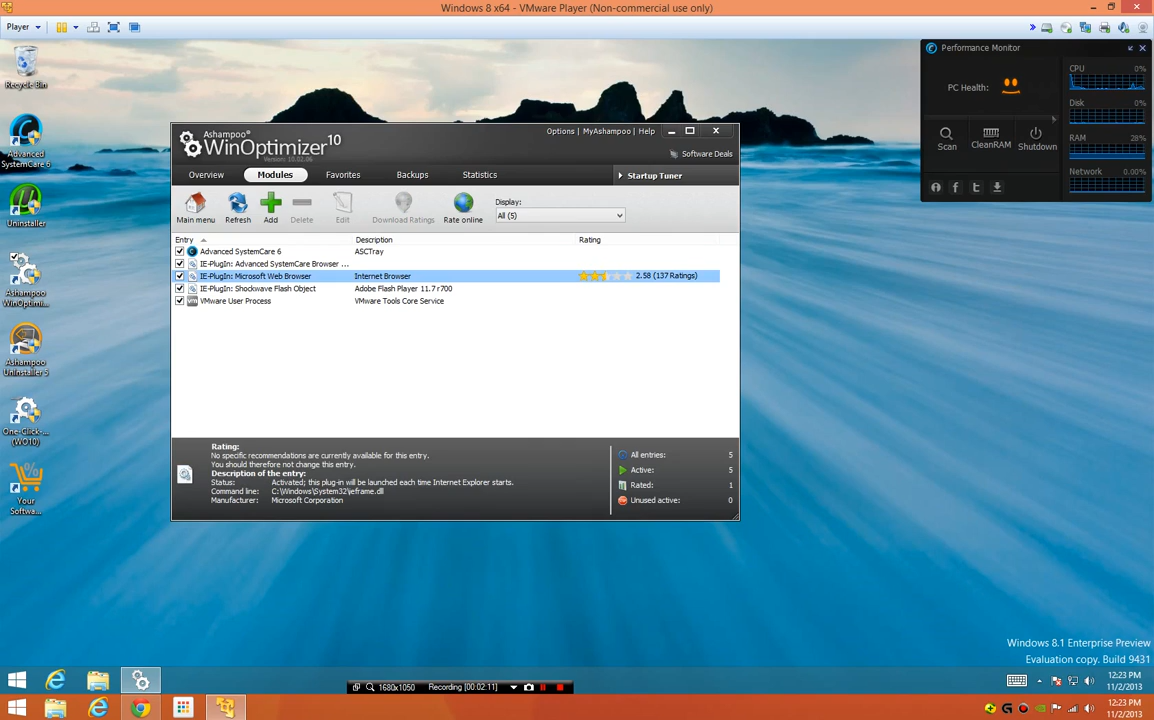 Windows 8 x64 - VMware Player (Non-commercial use only)
Player
Recycle Bin
Advanced SystemCare 6
Uninstaller
Ashampoo WinOptimi...
Ashampoo UnInstaller 5
One-Click-... (WO10)
Your Softwa...
Performance Monitor
PC Health:
Scan
CleanRAM
Shutdown
CPU 0%
Disk 0%
RAM 28%
Network 0.00%
Ashampoo®
WinOptimizer 10
Version: 10.02.06
Options | MyAshampoo | Help
Software Deals
Overview Modules Favorites Backups Statistics Startup Tuner
Main menu Refresh Add Delete Edit Download Ratings Rate online
Display:
All (5)
Entry Description Rating
Advanced SystemCare 6 ASCTray
IE-PlugIn: Advanced SystemCare Browser ...
IE-PlugIn: Microsoft Web Browser Internet Browser 2.58 (137 Ratings)
IE-PlugIn: Shockwave Flash Object Adobe Flash Player 11.7 r700
VMware User Process VMware Tools Core Service
Rating:
No specific recommendations are currently available for this entry.
You should therefore not change this entry.
Description of the entry:
Status: Activated; this plug-in will be launched each time Internet Explorer starts.
Command line: C:\Windows\System32\ieframe.dll
Manufacturer: Microsoft Corporation
All entries: 5
Active: 5
Rated: 1
Unused active: 0
Windows 8.1 Enterprise Preview
Evaluation copy. Build 9431
12:23 PM
11/2/2013
1680x1050 Recording [00:02:11]
12:23 PM
11/2/2013